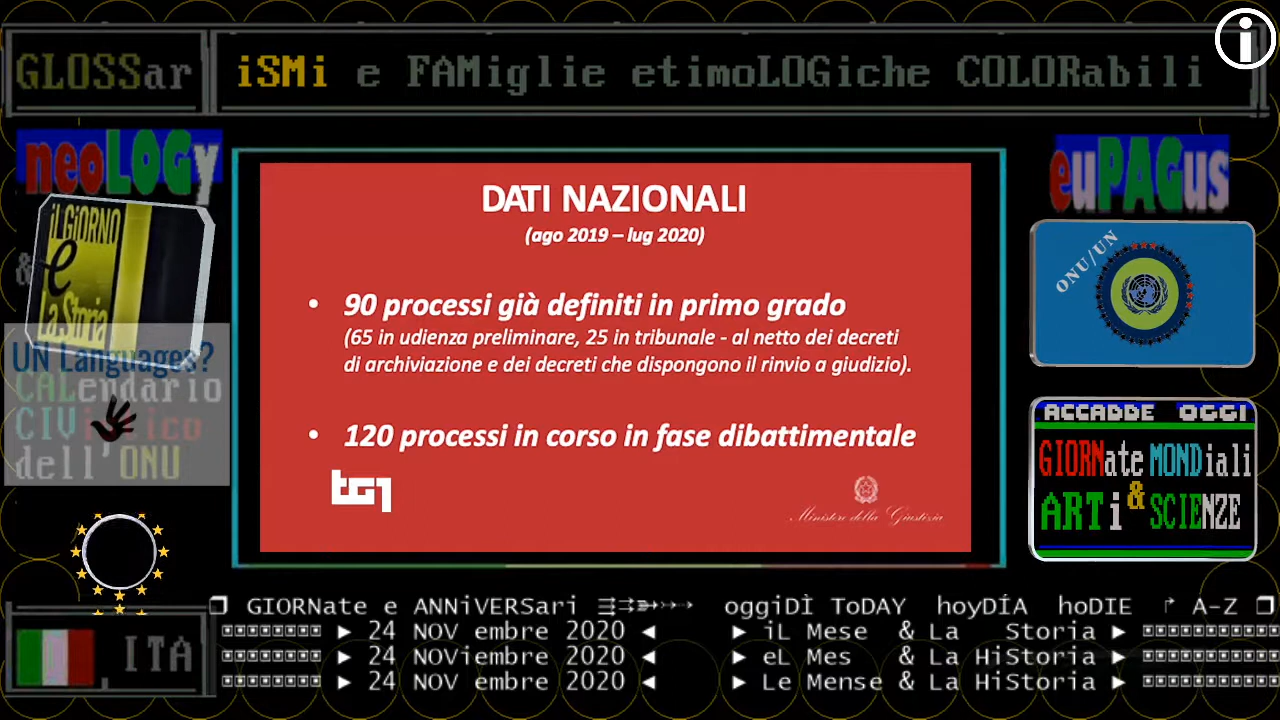 GLOSSar
iSMi e FAMiglie etimoLOGiche COLORabili
neoLOGy
euPAGus
iL GiORNO
e
La Storia
&
UN Languages?
CALendario
CIVistico
dell'ONU
DATI NAZIONALI
(ago 2019 – lug 2020)
• 90 processi già definiti in primo grado
(65 in udienza preliminare, 25 in tribunale - al netto dei decreti
di archiviazione e dei decreti che dispongono il rinvio a giudizio).
• 120 processi in corso in fase dibattimentale
tg1
Ministero della Giustizia
ONU/UN
ACCADDE OGGI
GIORNate MONDiali
ARTi & SCIENZE
ITA
GIORNate e ANNiVERSari oggiDÌ ToDAY hoyDÍA hoDIE A-Z
► 24 NOV embre 2020 ◄ ► iL Mese & La Storia ►
► 24 NOViembre 2020 ◄ ► eL Mes & La HiStoria ►
► 24 NOV embre 2020 ◄ ► Le Mense & La HiStoria ►